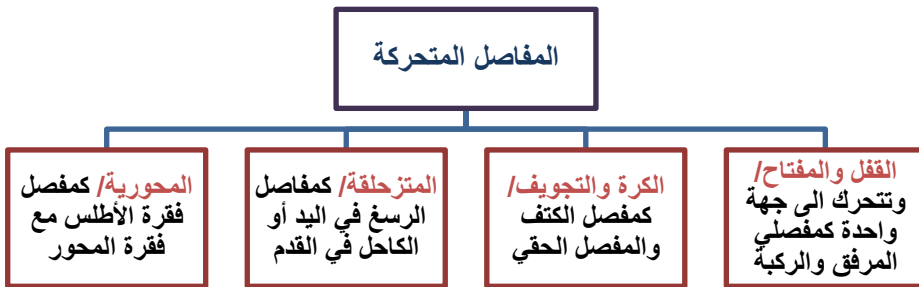 المفاصل المتحركة
القفل والمفتاح/
وتتحرك الى جهة
واحدة كمفصلي
المرفق والركبة
الكرة والتجويف/
كمفصل الكتف
والمفصل الحقي
المتزحلقة/ كمفاصل
الرسغ في اليد أو
الكاحل في القدم
المحورية/ كمفصل
فقرة الأطلس مع
فقرة المحور